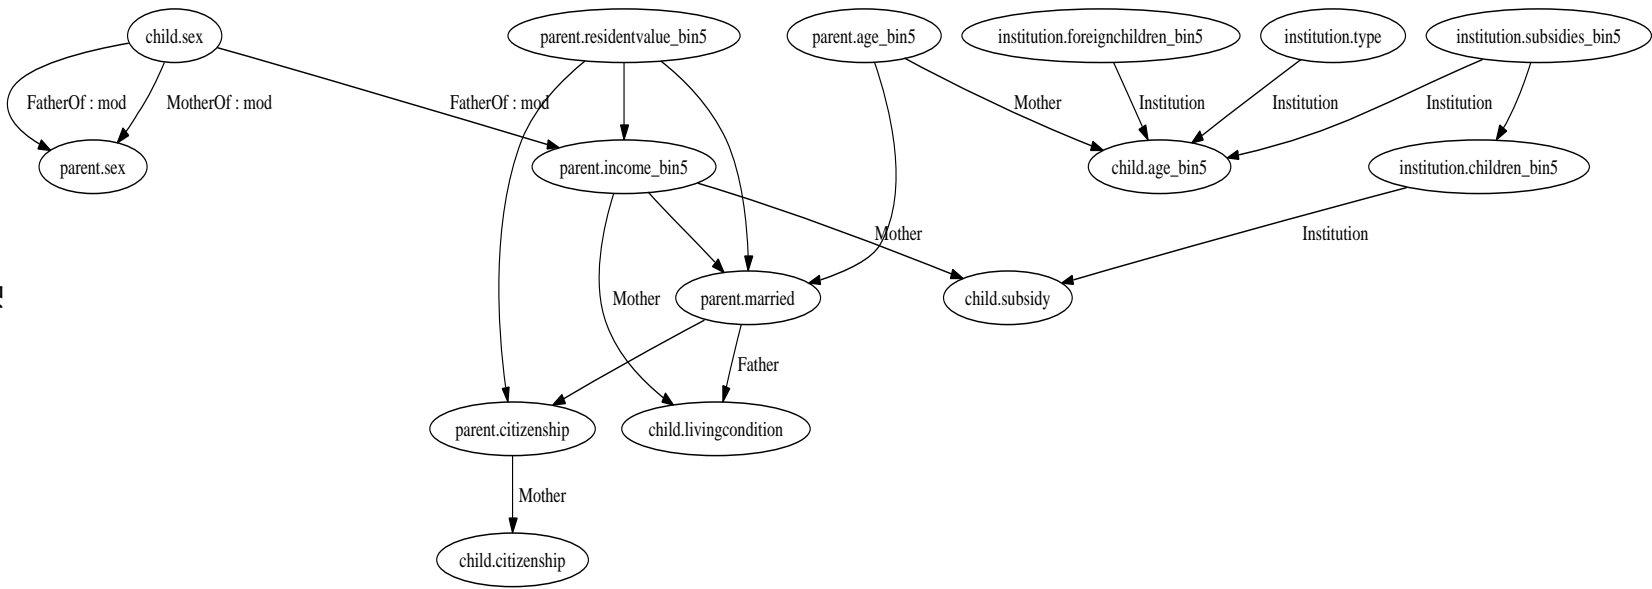 child.sex
parent.residentvalue_bin5
parent.age_bin5
institution.foreignchildren_bin5
institution.type
institution.subsidies_bin5
FatherOf : mod
MotherOf : mod
FatherOf : mod
Mother
Institution
Institution
Institution
parent.sex
parent.income_bin5
child.age_bin5
institution.children_bin5
Mother
Institution
Mother
parent.married
child.subsidy
Father
parent.citizenship
child.livingcondition
Mother
child.citizenship